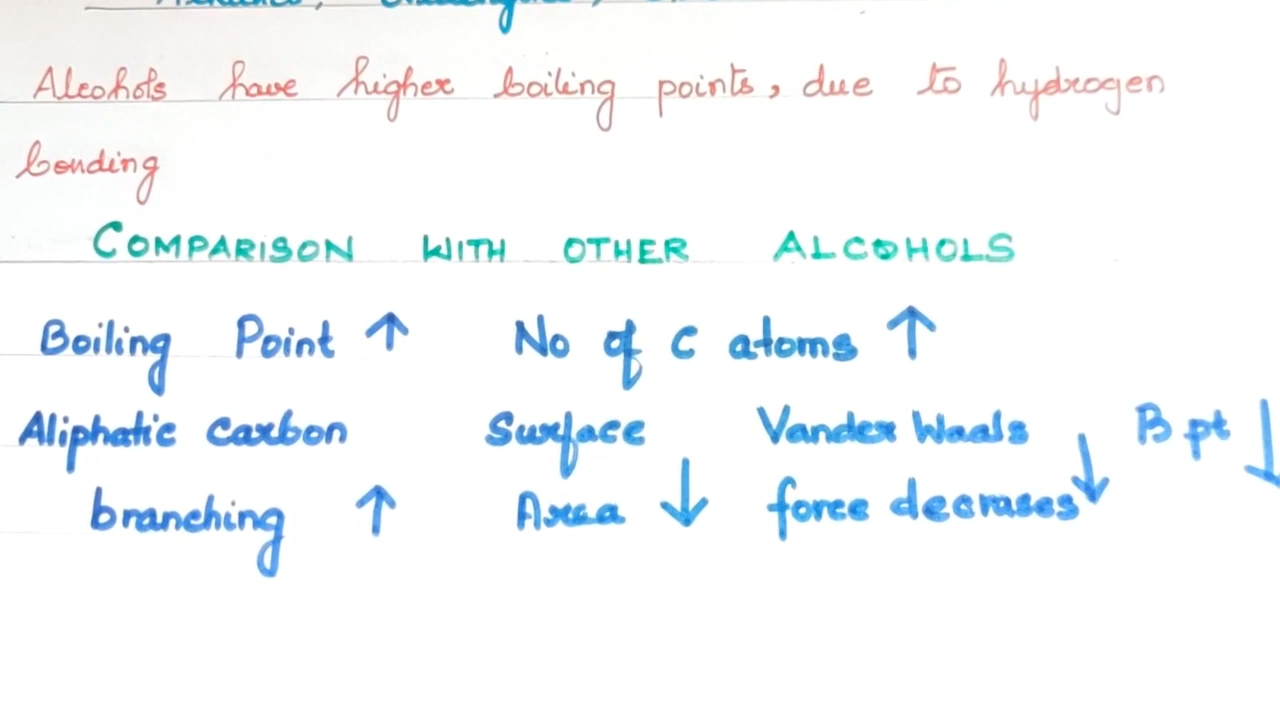 Alcohols have higher boiling points, due to hydrogen
bonding
COMPARISON WITH OTHER ALCOHOLS
Boiling Point ↑ No of C atoms ↑
Aliphatic carbon Surface Vander Waals B pt ↓
branching ↑ Area ↓ force decrases ↓